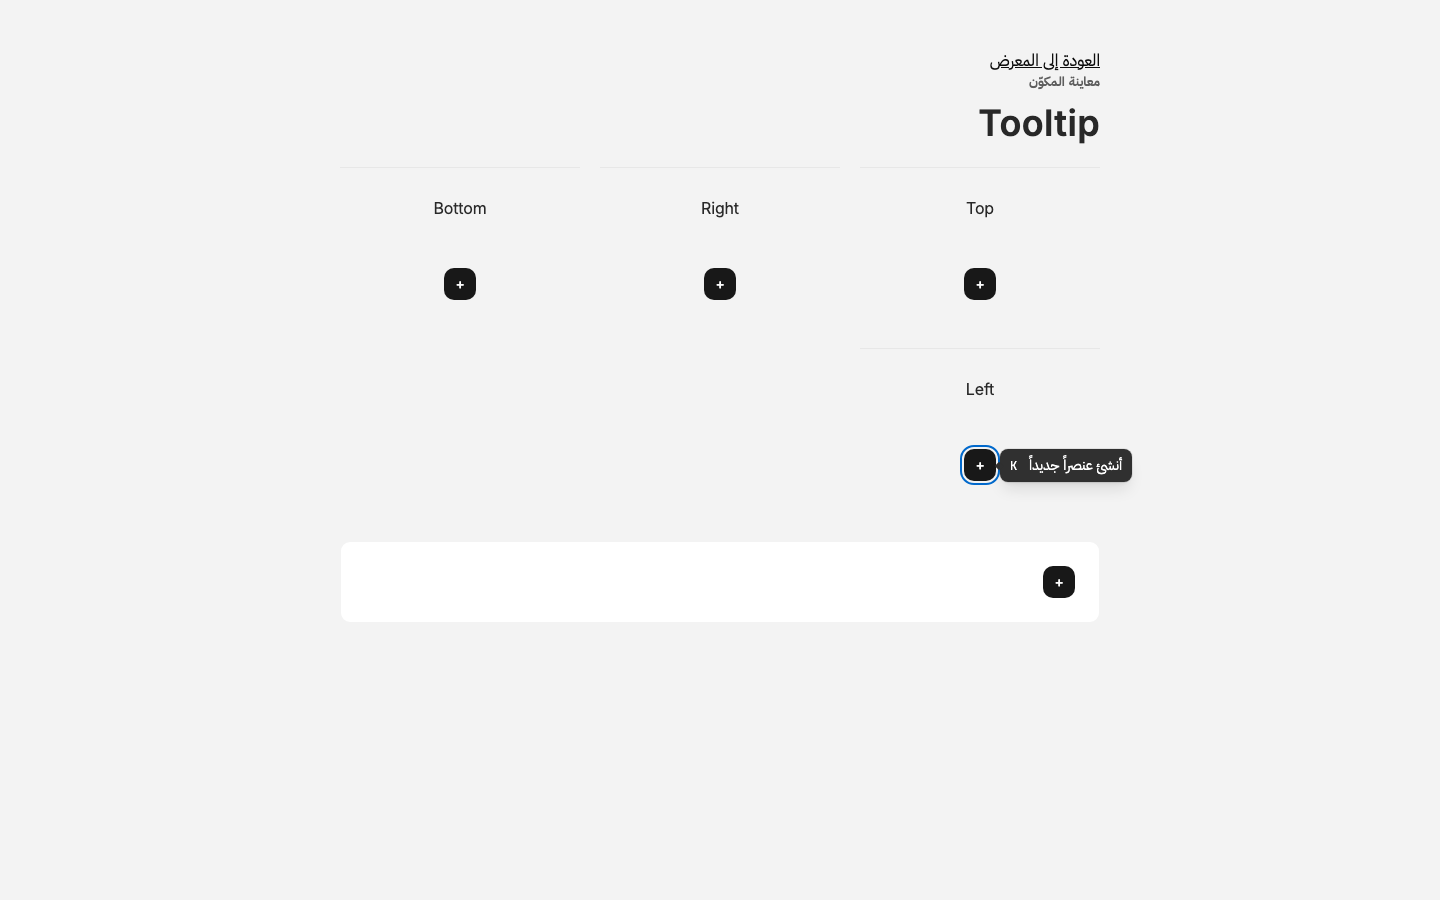 العودة إلى المعرض
معاينة المكوّن
Tooltip
Top
Right
Bottom
+
+
+
Left
+
أنشئ عنصراً جديداً K
+